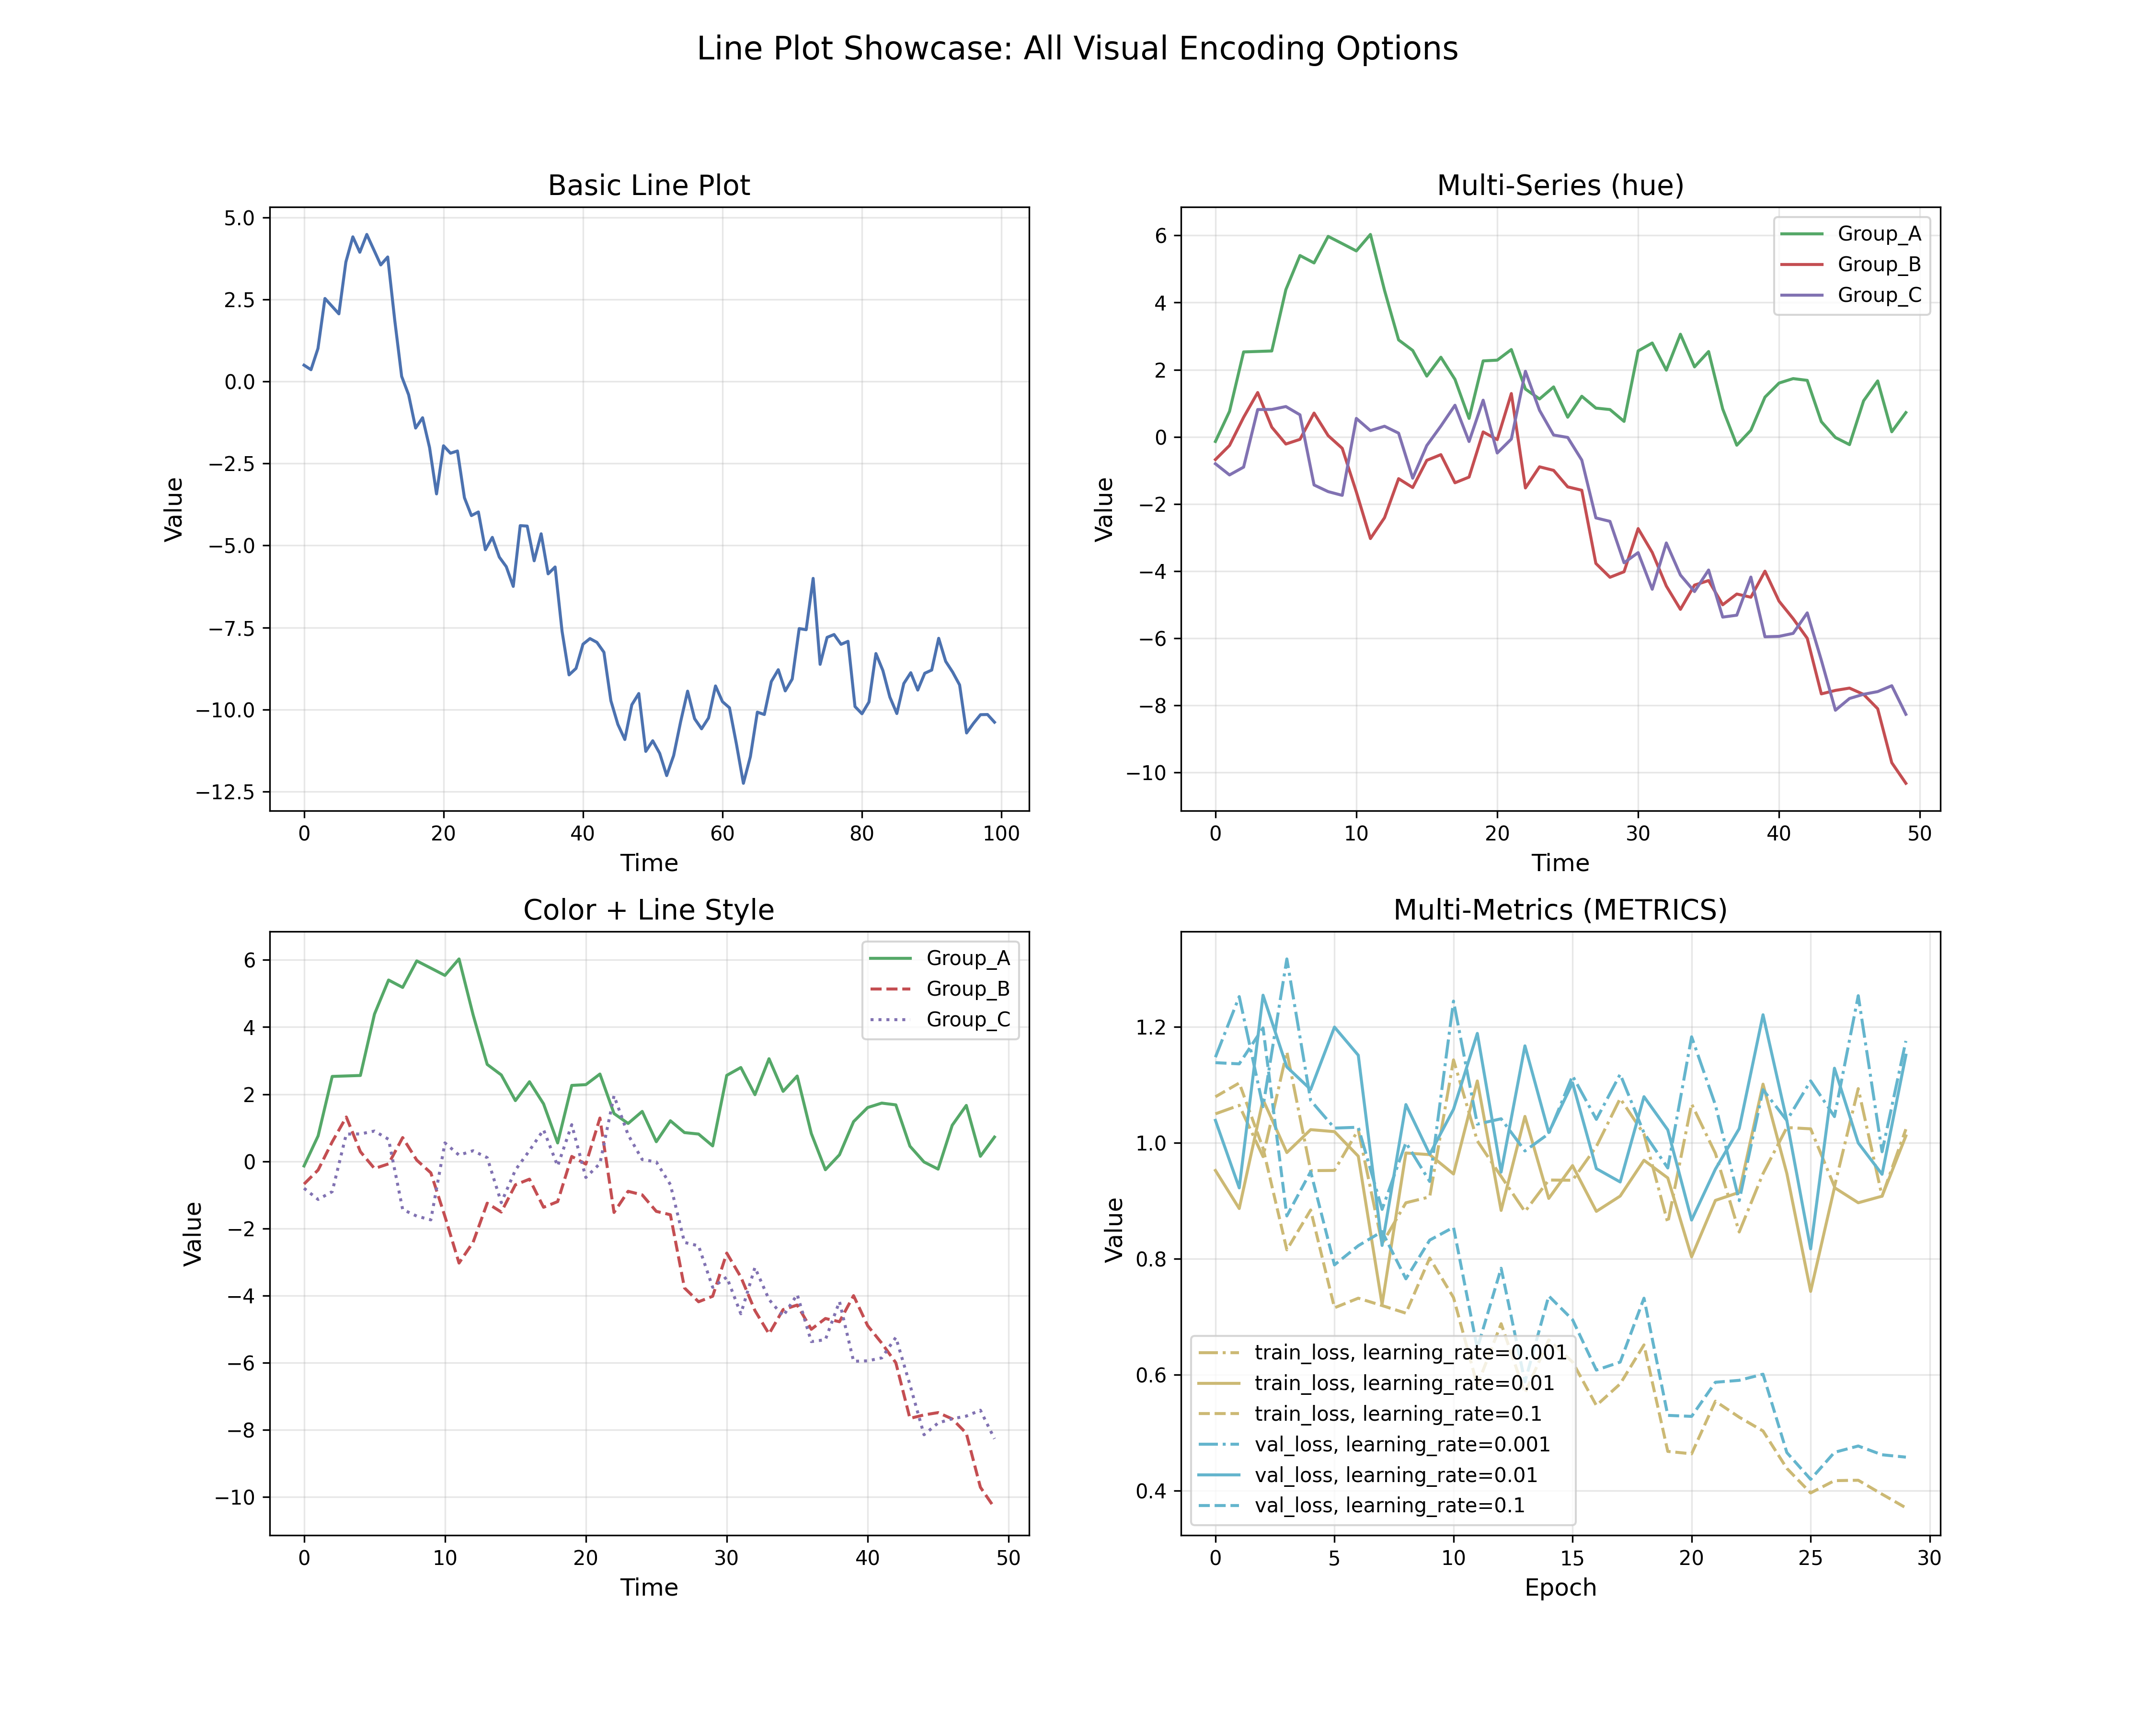 Line Plot Showcase: All Visual Encoding Options
Basic Line Plot
5.0
2.5
0.0
−2.5
−5.0
−7.5
−10.0
−12.5
Value
0 20 40 60 80 100
Time
Multi-Series (hue)
Group_A
Group_B
Group_C
6
4
2
0
−2
−4
−6
−8
−10
Value
0 10 20 30 40 50
Time
Color + Line Style
Group_A
Group_B
Group_C
6
4
2
0
−2
−4
−6
−8
−10
Value
0 10 20 30 40 50
Time
Multi-Metrics (METRICS)
1.2
1.0
0.8
0.6
0.4
Value
train_loss, learning_rate=0.001
train_loss, learning_rate=0.01
train_loss, learning_rate=0.1
val_loss, learning_rate=0.001
val_loss, learning_rate=0.01
val_loss, learning_rate=0.1
0 5 10 15 20 25 30
Epoch